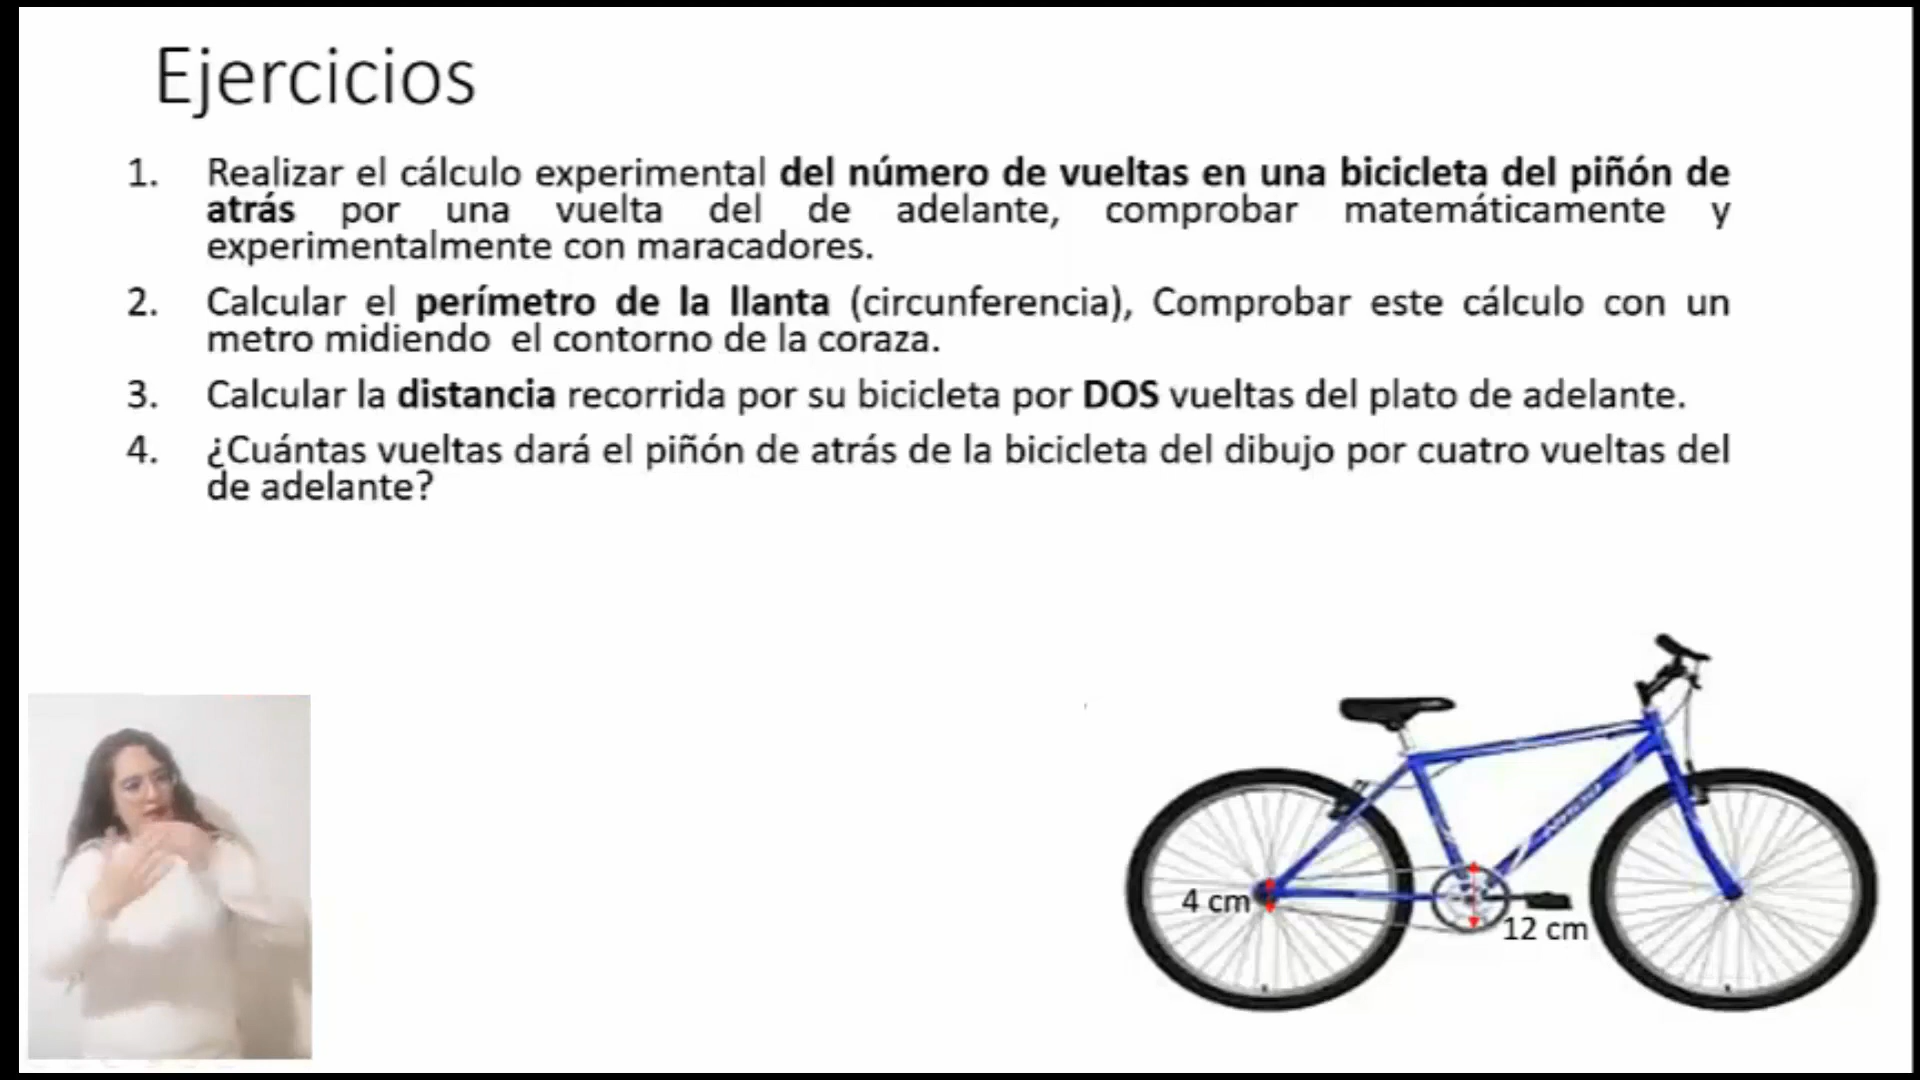 Ejercicios
1. Realizar el cálculo experimental del número de vueltas en una bicicleta del piñón de
atrás por una vuelta del de adelante, comprobar matemáticamente y
experimentalmente con maracadores.
2. Calcular el perímetro de la llanta (circunferencia), Comprobar este cálculo con un
metro midiendo el contorno de la coraza.
3. Calcular la distancia recorrida por su bicicleta por DOS vueltas del plato de adelante.
4. ¿Cuántas vueltas dará el piñón de atrás de la bicicleta del dibujo por cuatro vueltas del
de adelante?
4 cm
12 cm